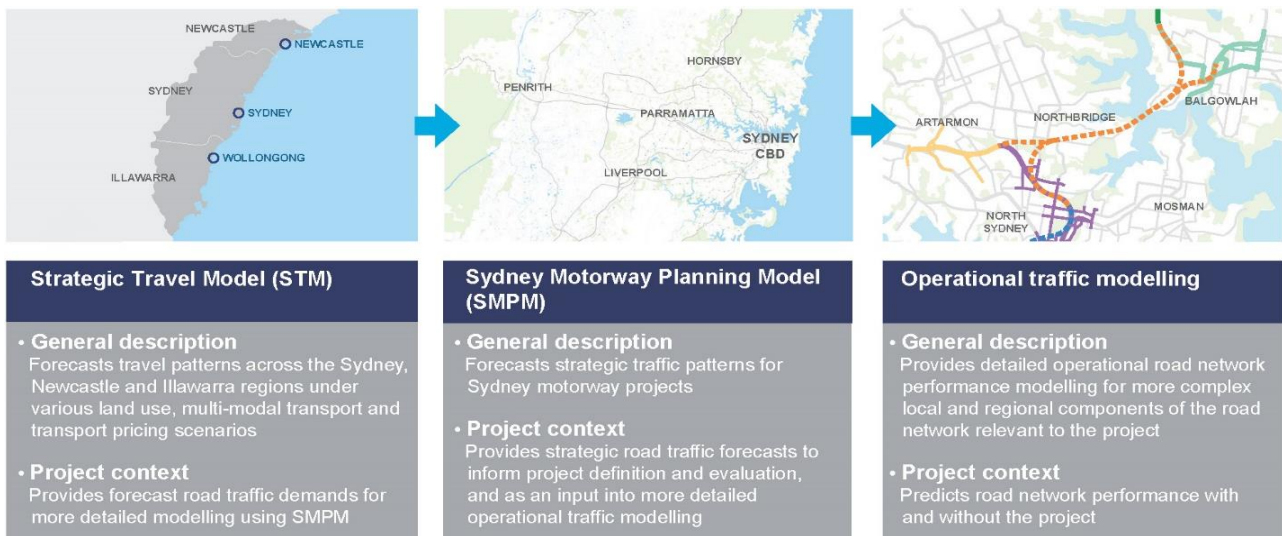 NEWCASTLE
NEWCASTLE
SYDNEY
SYDNEY
WOLLONGONG
ILLAWARRA
HORNSBY
PENRITH
PARRAMATTA
SYDNEY
CBD
LIVERPOOL
BALGOWLAH
ARTARMON
NORTHBRIDGE
MOSMAN
NORTH
SYDNEY
Strategic Travel Model (STM)
• General description
Forecasts travel patterns across the Sydney,
Newcastle and Illawarra regions under
various land use, multi-modal transport and
transport pricing scenarios
• Project context
Provides forecast road traffic demands for
more detailed modelling using SMPM
Sydney Motorway Planning Model
(SMPM)
• General description
Forecasts strategic traffic patterns for
Sydney motorway projects
• Project context
Provides strategic road traffic forecasts to
inform project definition and evaluation,
and as an input into more detailed
operational traffic modelling
Operational traffic modelling
• General description
Provides detailed operational road network
performance modelling for more complex
local and regional components of the road
network relevant to the project
• Project context
Predicts road network performance with
and without the project